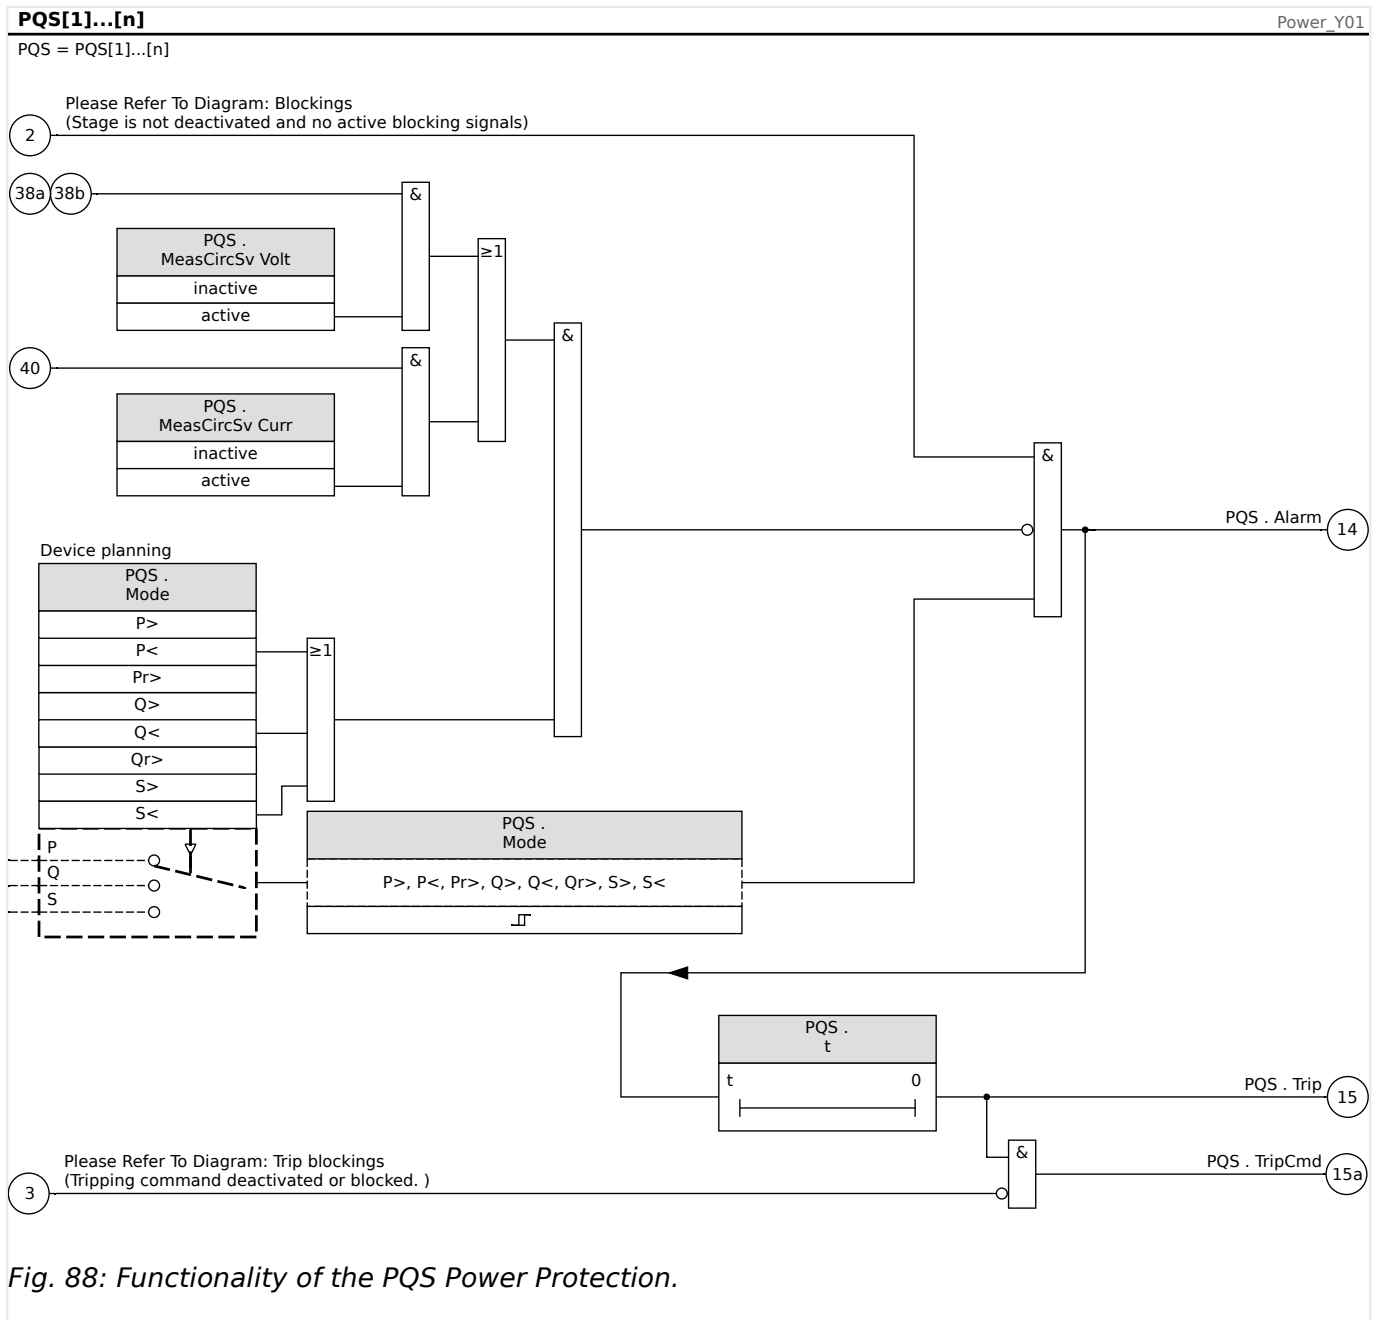 PQS[1]...[n]
Power_Y01
PQS = PQS[1]...[n]
Please Refer To Diagram: Blockings
(Stage is not deactivated and no active blocking signals)
2
38a 38b
&
PQS .
MeasCircSv Volt
inactive
active
≥1
&
40
&
PQS .
MeasCircSv Curr
inactive
active
&
PQS . Alarm
14
Device planning
PQS .
Mode
P>
P<
Pr>
Q>
Q<
Qr>
S>
S<
≥1
P
Q
S
PQS .
Mode
P>, P<, Pr>, Q>, Q<, Qr>, S>, S<
PQS .
t
t 0
PQS . Trip
15
&
PQS . TripCmd
15a
Please Refer To Diagram: Trip blockings
(Tripping command deactivated or blocked. )
3
Fig. 88: Functionality of the PQS Power Protection.